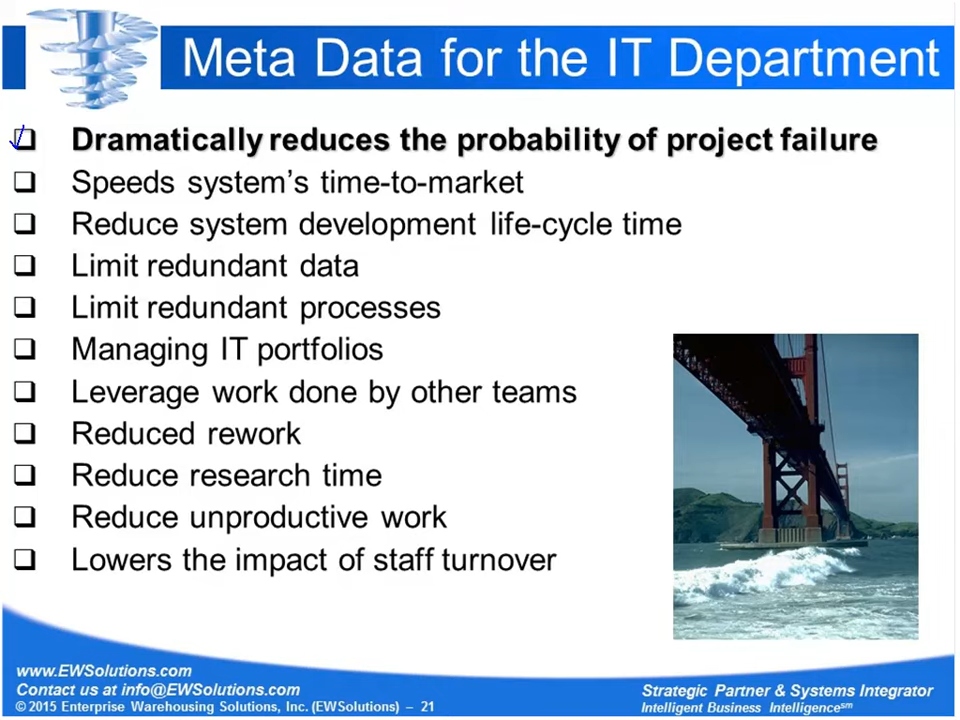 Meta Data for the IT Department
Dramatically reduces the probability of project failure
Speeds system's time-to-market
Reduce system development life-cycle time
Limit redundant data
Limit redundant processes
Managing IT portfolios
Leverage work done by other teams
Reduced rework
Reduce research time
Reduce unproductive work
Lowers the impact of staff turnover
www.EWSolutions.com
Contact us at info@EWSolutions.com
© 2015 Enterprise Warehousing Solutions, Inc. (EWSolutions) – 21
Strategic Partner & Systems Integrator
Intelligent Business Intelligence℠